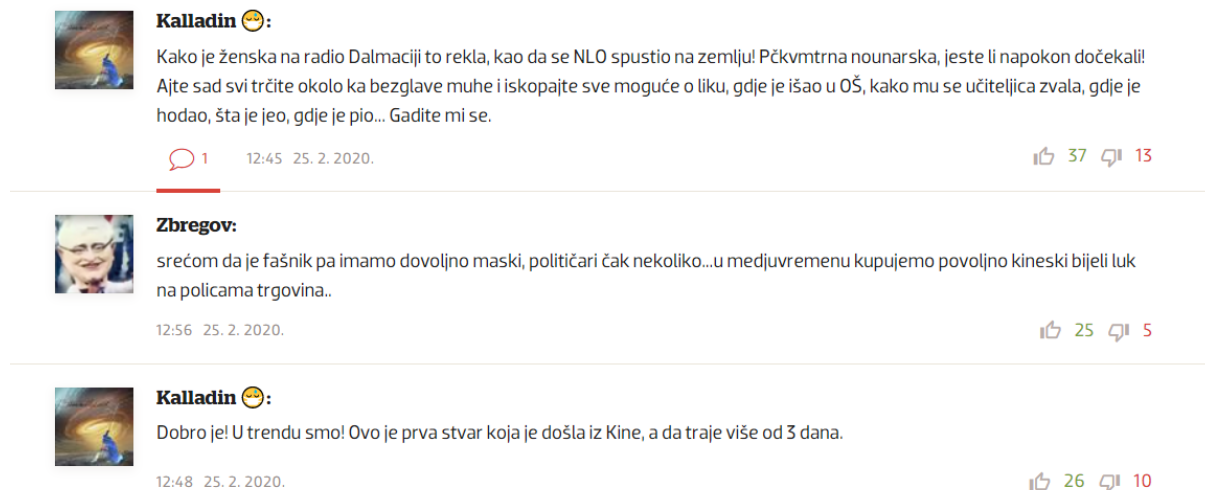 Kalladin 😷:
Kako je ženska na radio Dalmaciji to rekla, kao da se NLO spustio na zemlju! Pčkvmtrna nounarska, jeste li napokon dočekali!
Ajte sad svi trčite okolo ka bezglave muhe i iskopajte sve moguće o liku, gdje je išao u OŠ, kako mu se učiteljica zvala, gdje je
hodao, šta je jeo, gdje je pio... Gadite mi se.
1 12:45 25. 2. 2020. 37 13
Zbregov:
srećom da je fašnik pa imamo dovoljno maski, političari čak nekoliko...u medjuvremenu kupujemo povoljno kineski bijeli luk
na policama trgovina..
12:56 25. 2. 2020. 25 5
Kalladin 😷:
Dobro je! U trendu smo! Ovo je prva stvar koja je došla iz Kine, a da traje više od 3 dana.
12:48 25. 2. 2020. 26 10